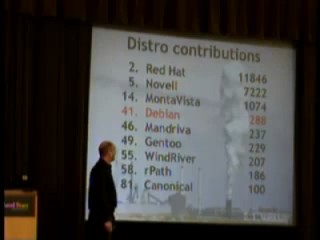 Distro contributions
2. Red Hat 11846
5. Novell 7222
14. MontaVista 1074
41. Debian 288
46. Mandriva 237
49. Gentoo 229
55. WindRiver 207
58. rPath 186
81. Canonical 100